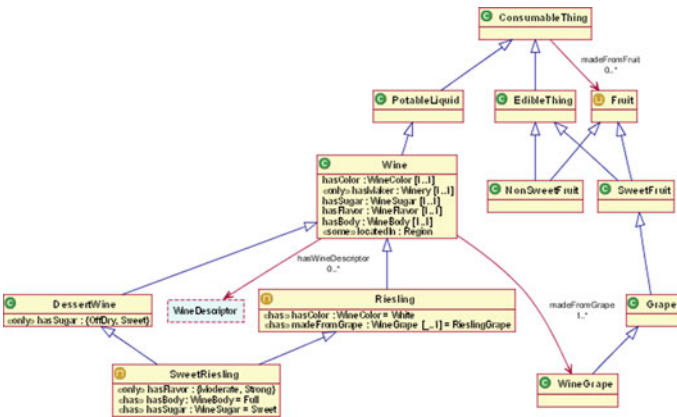 C ConsumableThing
madeFromFruit
0..*
C PotableLiquid
C EdibleThing
Fruit
C Wine
hasColor : WineColor [1..1]
«only» hasMaker : Winery [1..1]
hasSugar : WineSugar [1..1]
hasFlavor : WineFlavor [1..1]
hasBody : WineBody [1..1]
«some» locatedIn : Region
C NonSweetFruit
C SweetFruit
hasWineDescriptor
0..*
C DessertWine
«only» hasSugar : {OffDry, Sweet}
WineDescriptor
Riesling
«has» hasColor : WineColor = White
«has» madeFromGrape : WineGrape [_..1] = RieslingGrape
madeFromGrape
1..*
C Grape
SweetRiesling
«only» hasFlavor : {Moderate, Strong}
«has» hasBody : WineBody = Full
«has» hasSugar : WineSugar = Sweet
C WineGrape